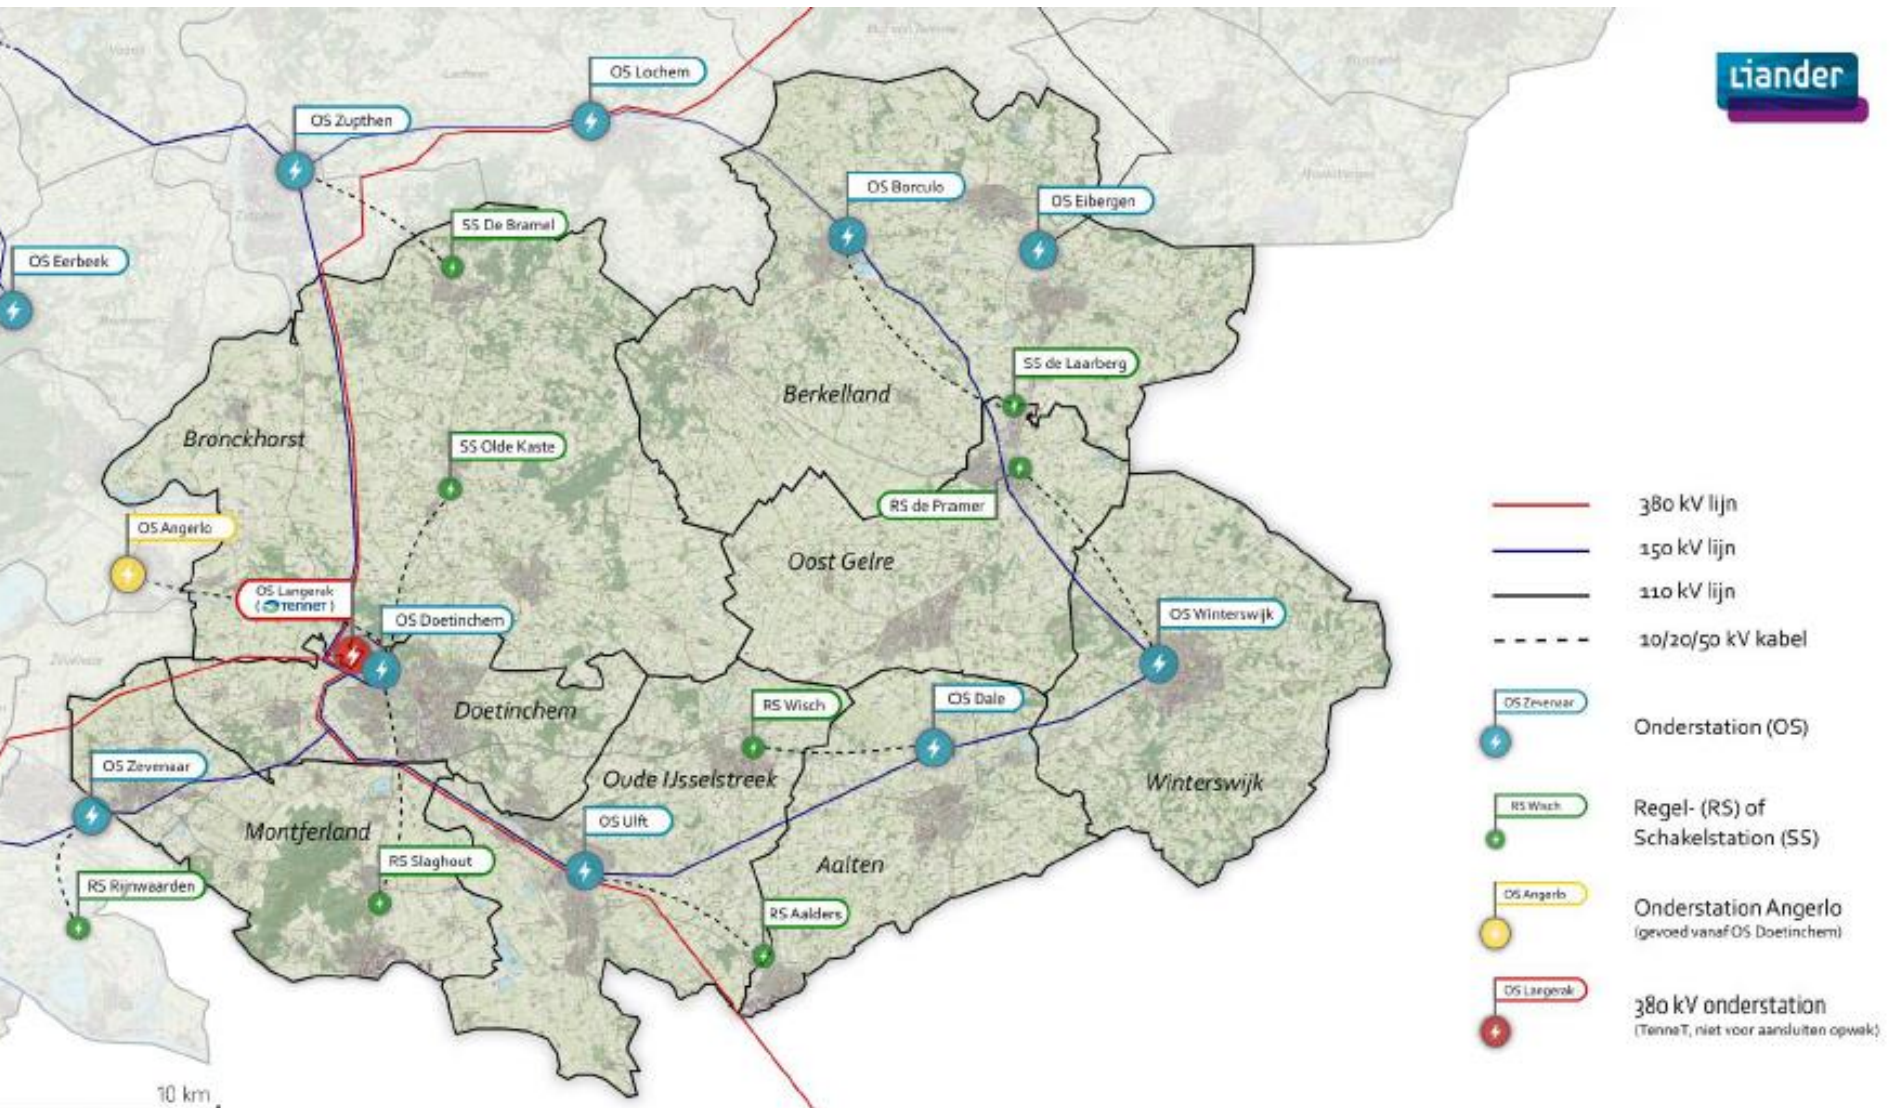 OS Lochem
OS Zupthen
Liander
OS Borculo
OS Eibergen
SS De Bramel
OS Eerbeek
SS de Laarberg
Berkelland
Bronckhorst
SS Olde Kaste
RS de Pramer
OS Angerlo
Oost Gelre
OS Langerak
(TenneT)
OS Doetinchem
OS Winterswijk
Doetinchem
RS Wisch
OS Dale
OS Zevenaar
Oude IJsselstreek
Winterswijk
Montferland
OS Ulft
RS Slaghout
Aalten
RS Rijnwaarden
RS Aalders
10 km
380 kV lijn
150 kV lijn
110 kV lijn
10/20/50 kV kabel
OS Zevenaar
Onderstation (OS)
RS Wisch
Regel- (RS) of
Schakelstation (SS)
OS Angerlo
Onderstation Angerlo
(gevoed vanaf OS Doetinchem)
OS Langerak
380 kV onderstation
(TenneT, niet voor aansluiten opwek)